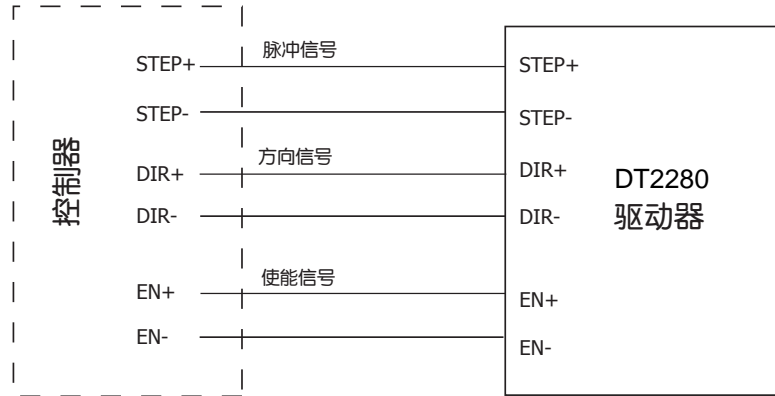 控制器
STEP+
脉冲信号
STEP+
STEP-
STEP-
DIR+
方向信号
DIR+
DIR-
DIR-
DT2280
驱动器
EN+
使能信号
EN+
EN-
EN-